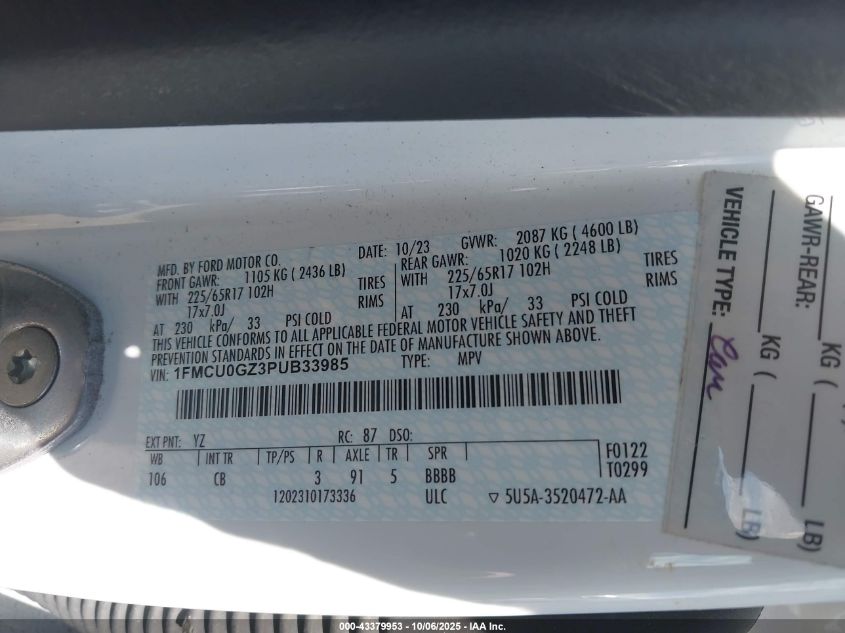 MFD. BY FORD MOTOR CO. DATE: 10/23 GVWR: 2087 KG ( 4600 LB)
FRONT GAWR: 1105 KG ( 2436 LB) REAR GAWR: 1020 KG ( 2248 LB)
WITH 225/65R17 102H TIRES WITH 225/65R17 102H TIRES
17x7.0J RIMS 17x7.0J RIMS
AT 230 kPa/ 33 PSI COLD AT 230 kPa/ 33 PSI COLD
THIS VEHICLE CONFORMS TO ALL APPLICABLE FEDERAL MOTOR VEHICLE SAFETY AND THEFT
PREVENTION STANDARDS IN EFFECT ON THE DATE OF MANUFACTURE SHOWN ABOVE.
VIN: 1FMCU0GZ3PUB33985 TYPE: MPV
EXT PNT: YZ RC: 87 DSO:
WB INT TR TP/PS R AXLE TR SPR F0122
106 CB 3 91 5 BBBB T0299
1202310173336 ULC ▽ 5U5A-3520472-AA
VEHICLE TYPE:
KG ( LB)
GAWR-REAR:
KG ( LB)
000-43379953 - 10/06/2025 - IAA Inc.